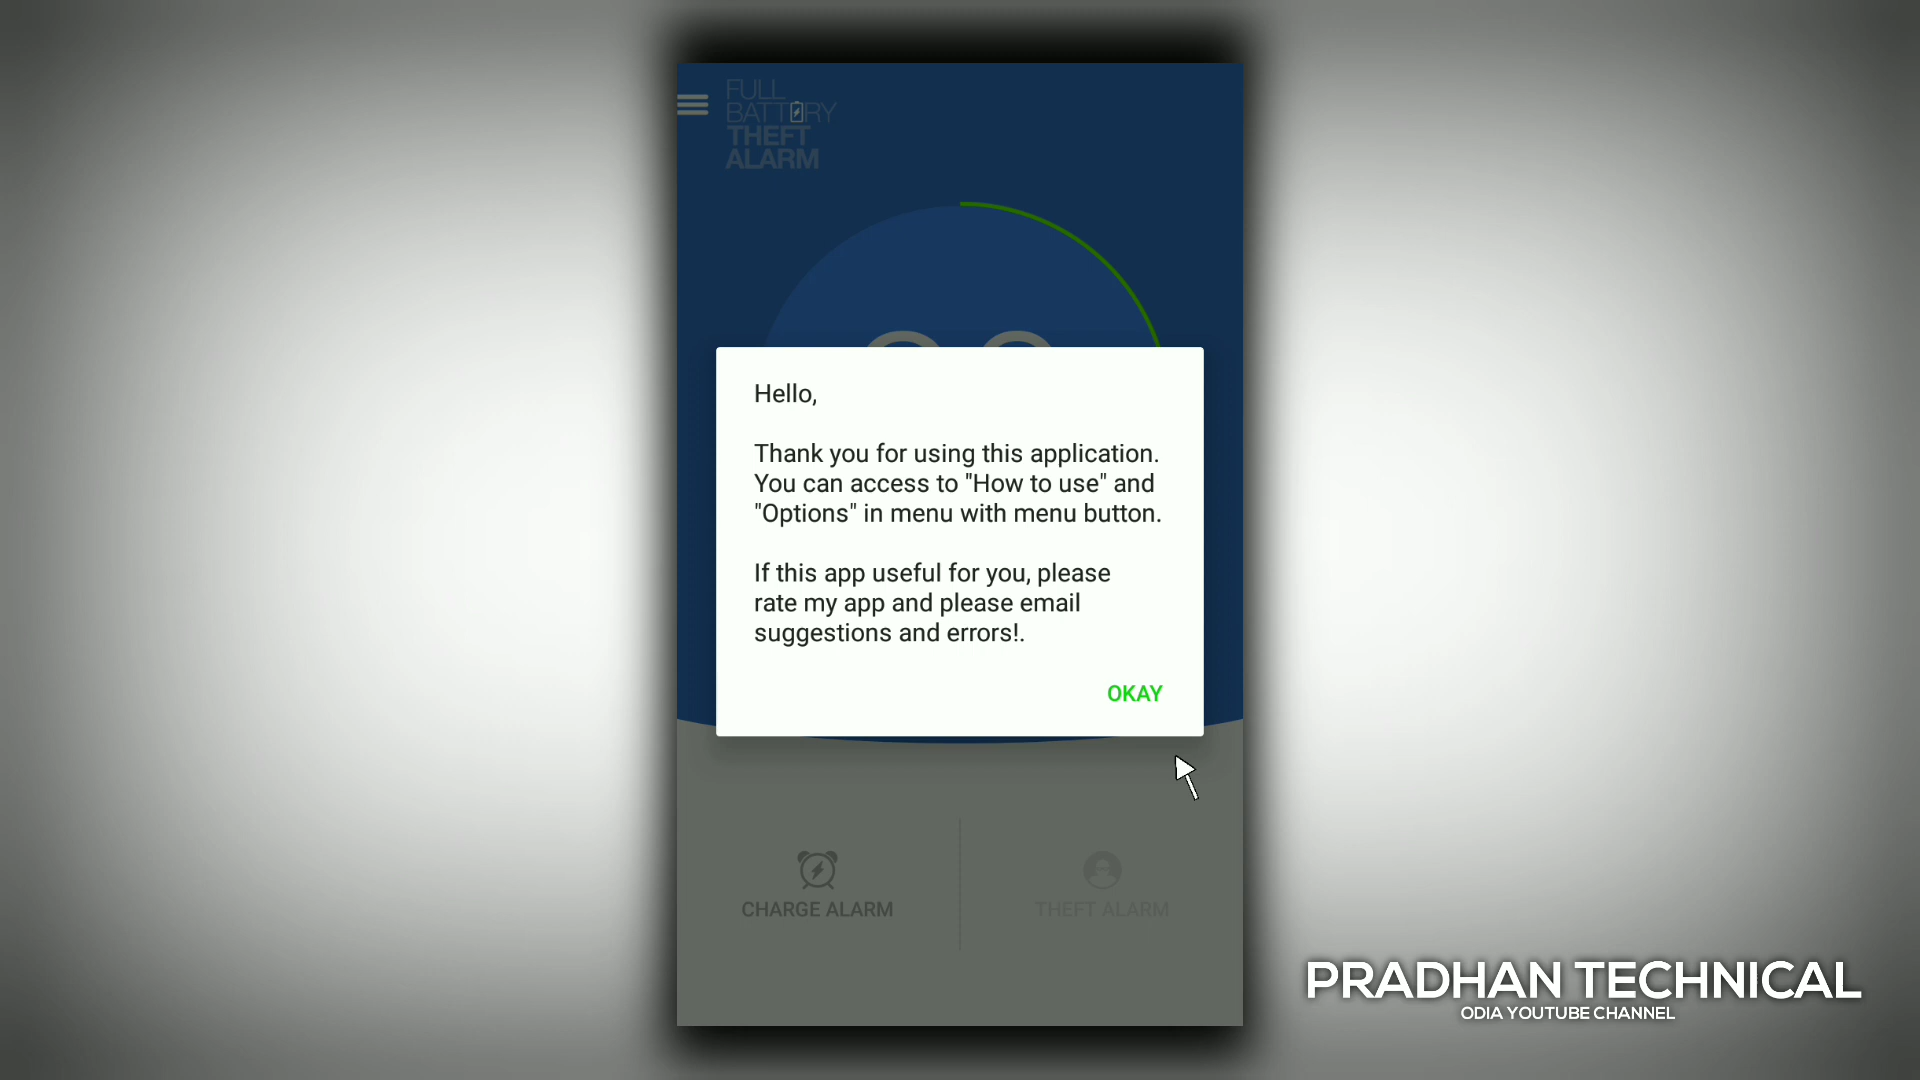 FULL
BATTERY
THEFT
ALARM
Hello,
Thank you for using this application.
You can access to "How to use" and
"Options" in menu with menu button.
If this app useful for you, please
rate my app and please email
suggestions and errors!.
OKAY
CHARGE ALARM
THEFT ALARM
PRADHAN TECHNICAL
ODIA YOUTUBE CHANNEL